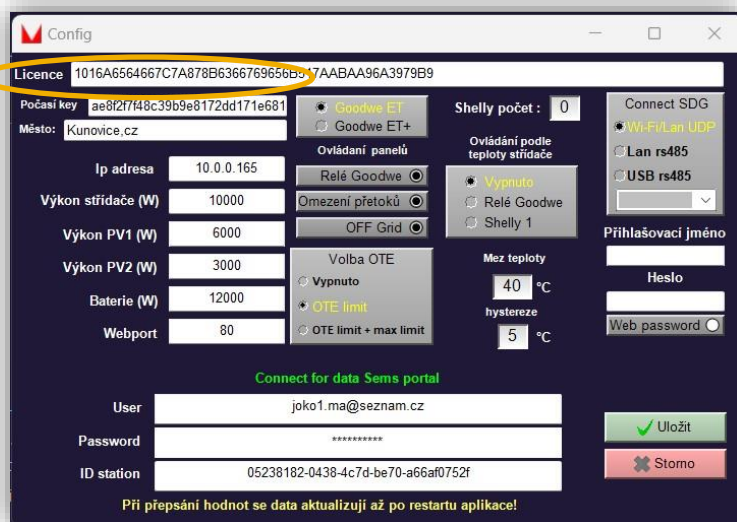 Config
Licence 1016A6564667C7A878B6366769656B547AABAA96A3979B9
Počasí key ae8f2f7f48c39b9e8172dd171e681
Město: Kunovice,cz
Goodwe ET
Goodwe ET+
Shelly počet : 0
Connect SDG
Wi-Fi/Lan UDP
Lan rs485
USB rs485
Ip adresa 10.0.0.165
Výkon střídače (W) 10000
Výkon PV1 (W) 6000
Výkon PV2 (W) 3000
Baterie (W) 12000
Webport 80
Ovládaní panelů
Relé Goodwe
Omezení přetoků
OFF Grid
Volba OTE
Vypnuto
OTE limit
OTE limit + max limit
Ovládání podle
teploty střídače
Vypnuto
Relé Goodwe
Shelly 1
Mez teploty
40 °C
hystereze
5 °C
Přihlašovací jméno
Heslo
Web password
Connect for data Sems portal
User joko1.ma@seznam.cz
Password **********
ID station 05238182-0438-4c7d-be70-a66af0752f
Uložit
Storno
Při přepsání hodnot se data aktualizují až po restartu aplikace!